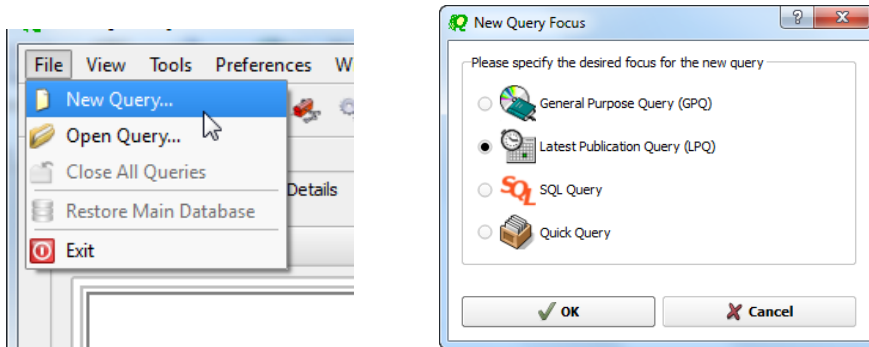 File View Tools Preferences W
New Query...
Open Query...
Close All Queries
Details
Restore Main Database
Exit
New Query Focus
Please specify the desired focus for the new query
General Purpose Query (GPQ)
Latest Publication Query (LPQ)
SQL SQL Query
Quick Query
OK Cancel